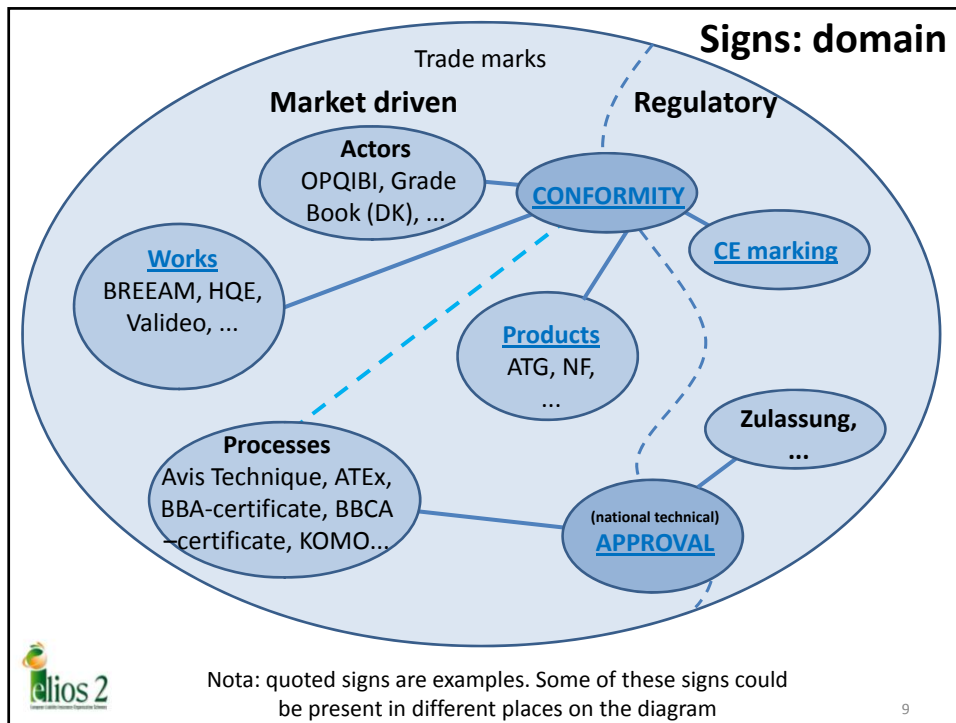 Signs: domain
Trade marks
Market driven
Regulatory
Actors
OPQIBI, Grade
Book (DK), ...
CONFORMITY
CE marking
Works
BREEAM, HQE,
Valideo, ...
Products
ATG, NF,
...
Zulassung,
...
Processes
Avis Technique, ATEx,
BBA-certificate, BBCA
–certificate, KOMO...
(national technical)
APPROVAL
elios 2
Nota: quoted signs are examples. Some of these signs could
be present in different places on the diagram
9